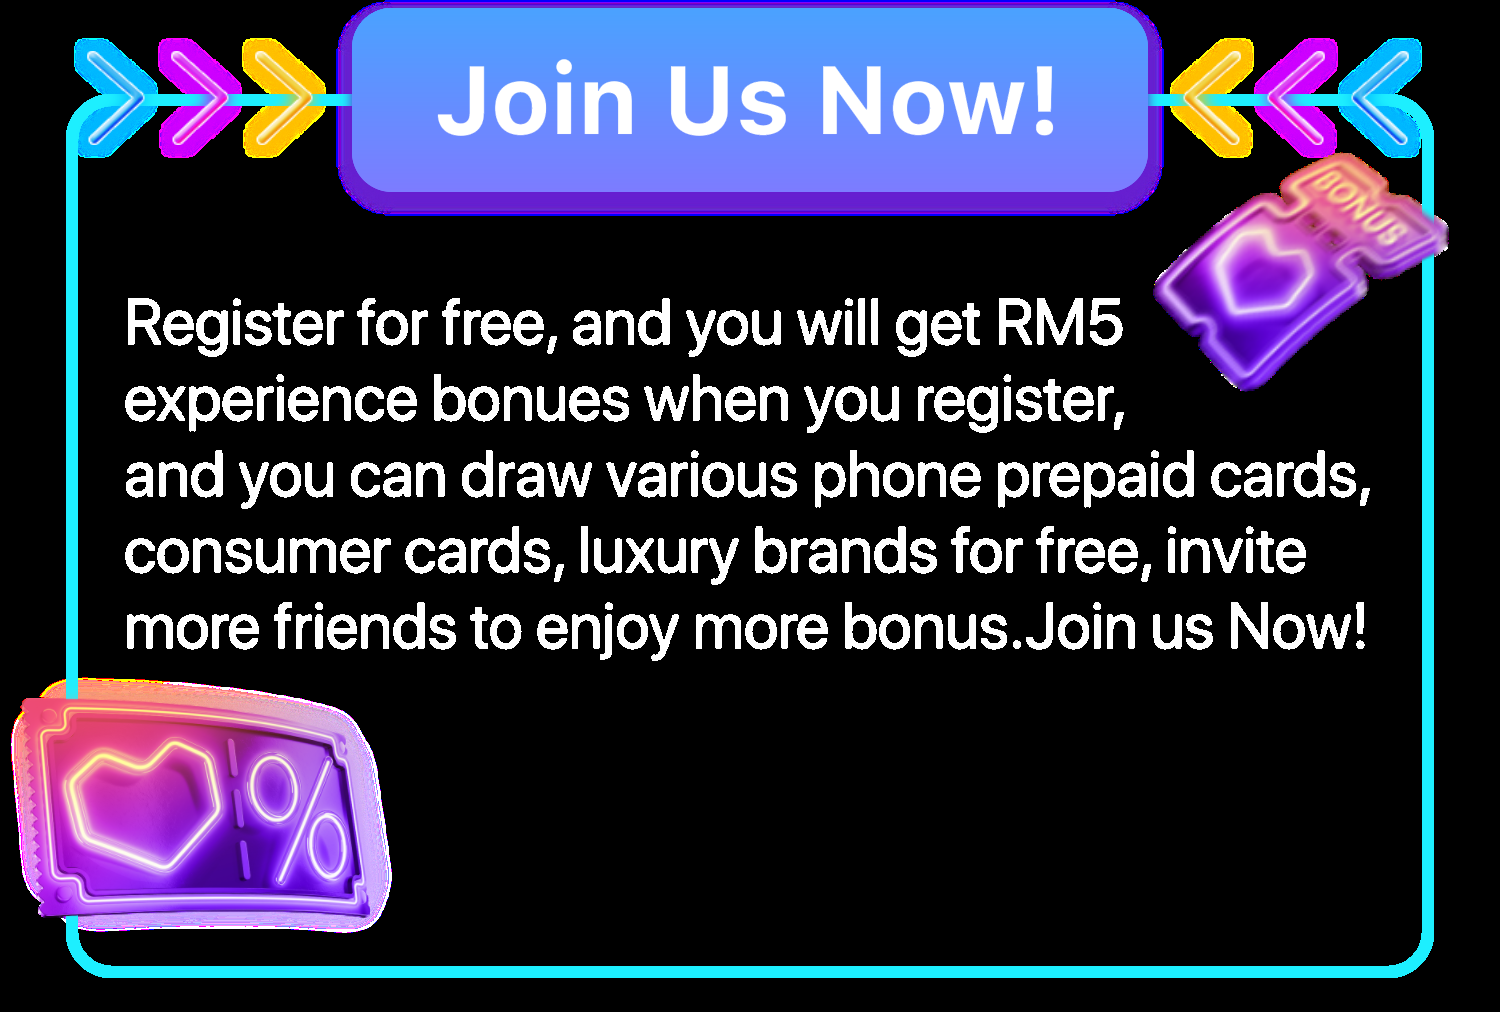 Join Us Now!
BONUS
Register for free, and you will get RM5
experience bonues when you register,
and you can draw various phone prepaid cards,
consumer cards, luxury brands for free, invite
more friends to enjoy more bonus.Join us Now!
%